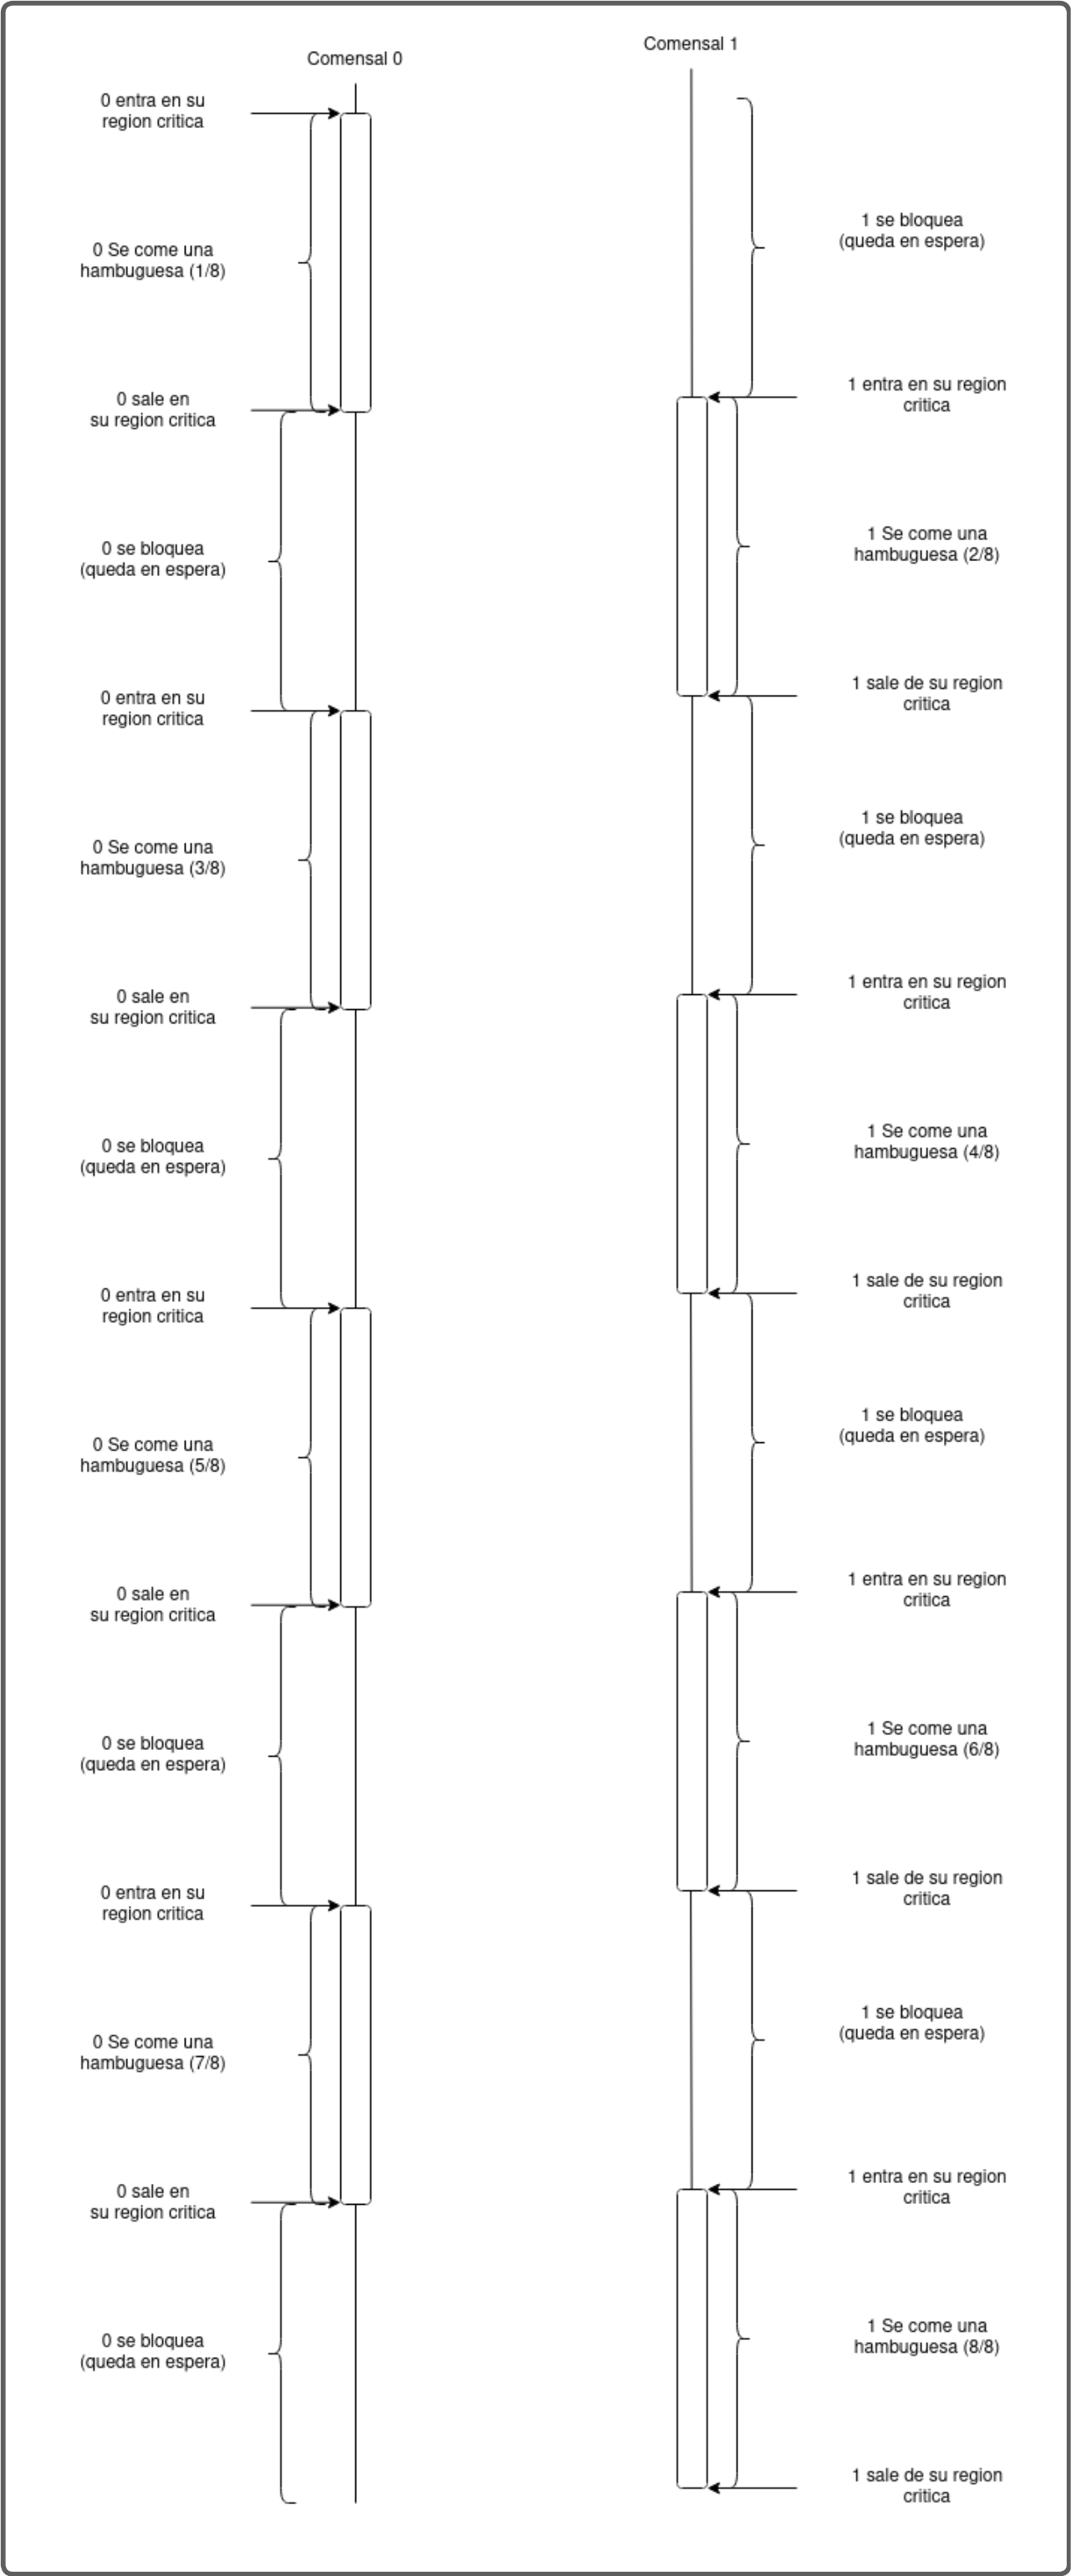 Comensal 0
Comensal 1
0 entra en su
region critica
1 se bloquea
(queda en espera)
0 Se come una
hambuguesa (1/8)
1 entra en su region
critica
0 sale en
su region critica
1 Se come una
hambuguesa (2/8)
0 se bloquea
(queda en espera)
1 sale de su region
critica
0 entra en su
region critica
1 se bloquea
(queda en espera)
0 Se come una
hambuguesa (3/8)
1 entra en su region
critica
0 sale en
su region critica
1 Se come una
hambuguesa (4/8)
0 se bloquea
(queda en espera)
1 sale de su region
critica
0 entra en su
region critica
1 se bloquea
(queda en espera)
0 Se come una
hambuguesa (5/8)
1 entra en su region
critica
0 sale en
su region critica
1 Se come una
hambuguesa (6/8)
0 se bloquea
(queda en espera)
1 sale de su region
critica
0 entra en su
region critica
1 se bloquea
(queda en espera)
0 Se come una
hambuguesa (7/8)
1 entra en su region
critica
0 sale en
su region critica
1 Se come una
hambuguesa (8/8)
0 se bloquea
(queda en espera)
1 sale de su region
critica